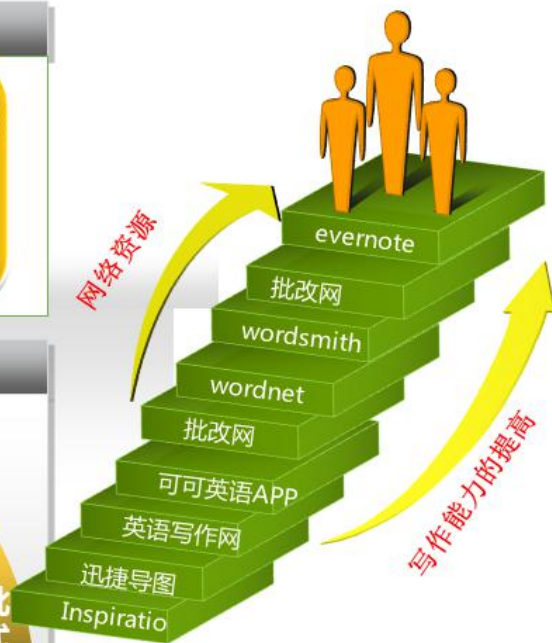 evernote
批改网
wordsmith
wordnet
批改网
可可英语APP
英语写作网
迅捷导图
Inspiratio
网络资源
写作能力的提高